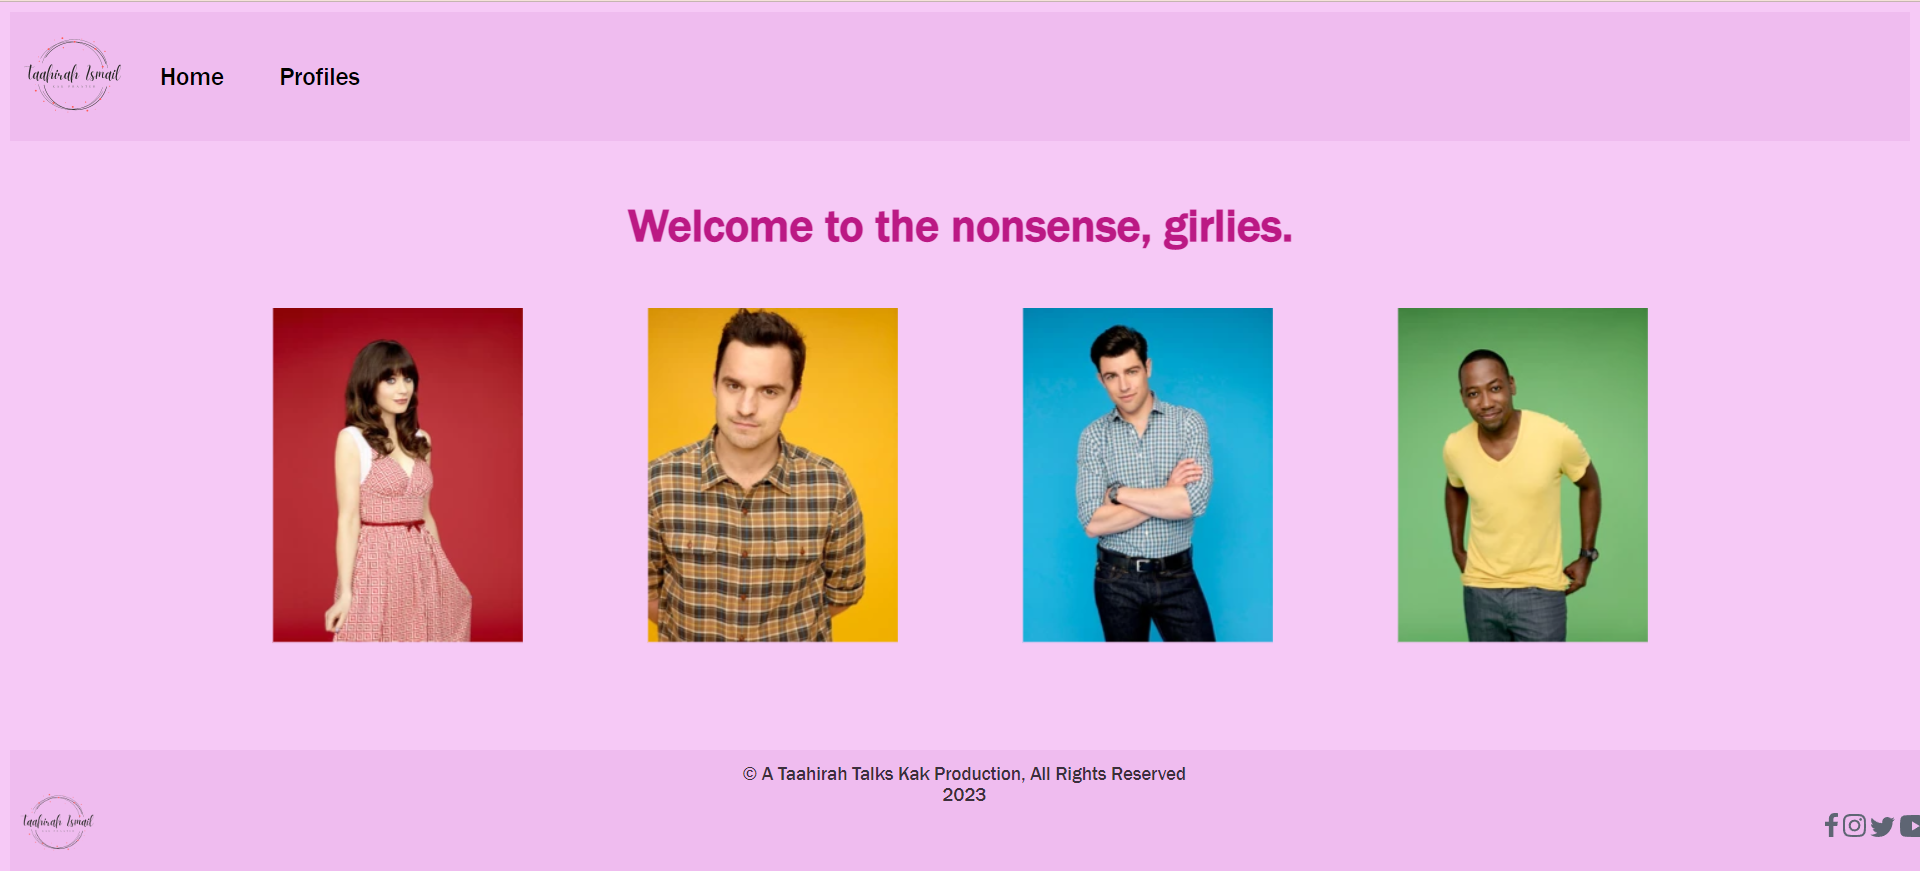 Taahirah Ismail
Home
Profiles
Welcome to the nonsense, girlies.
© A Taahirah Talks Kak Production, All Rights Reserved
2023
Taahirah Ismail